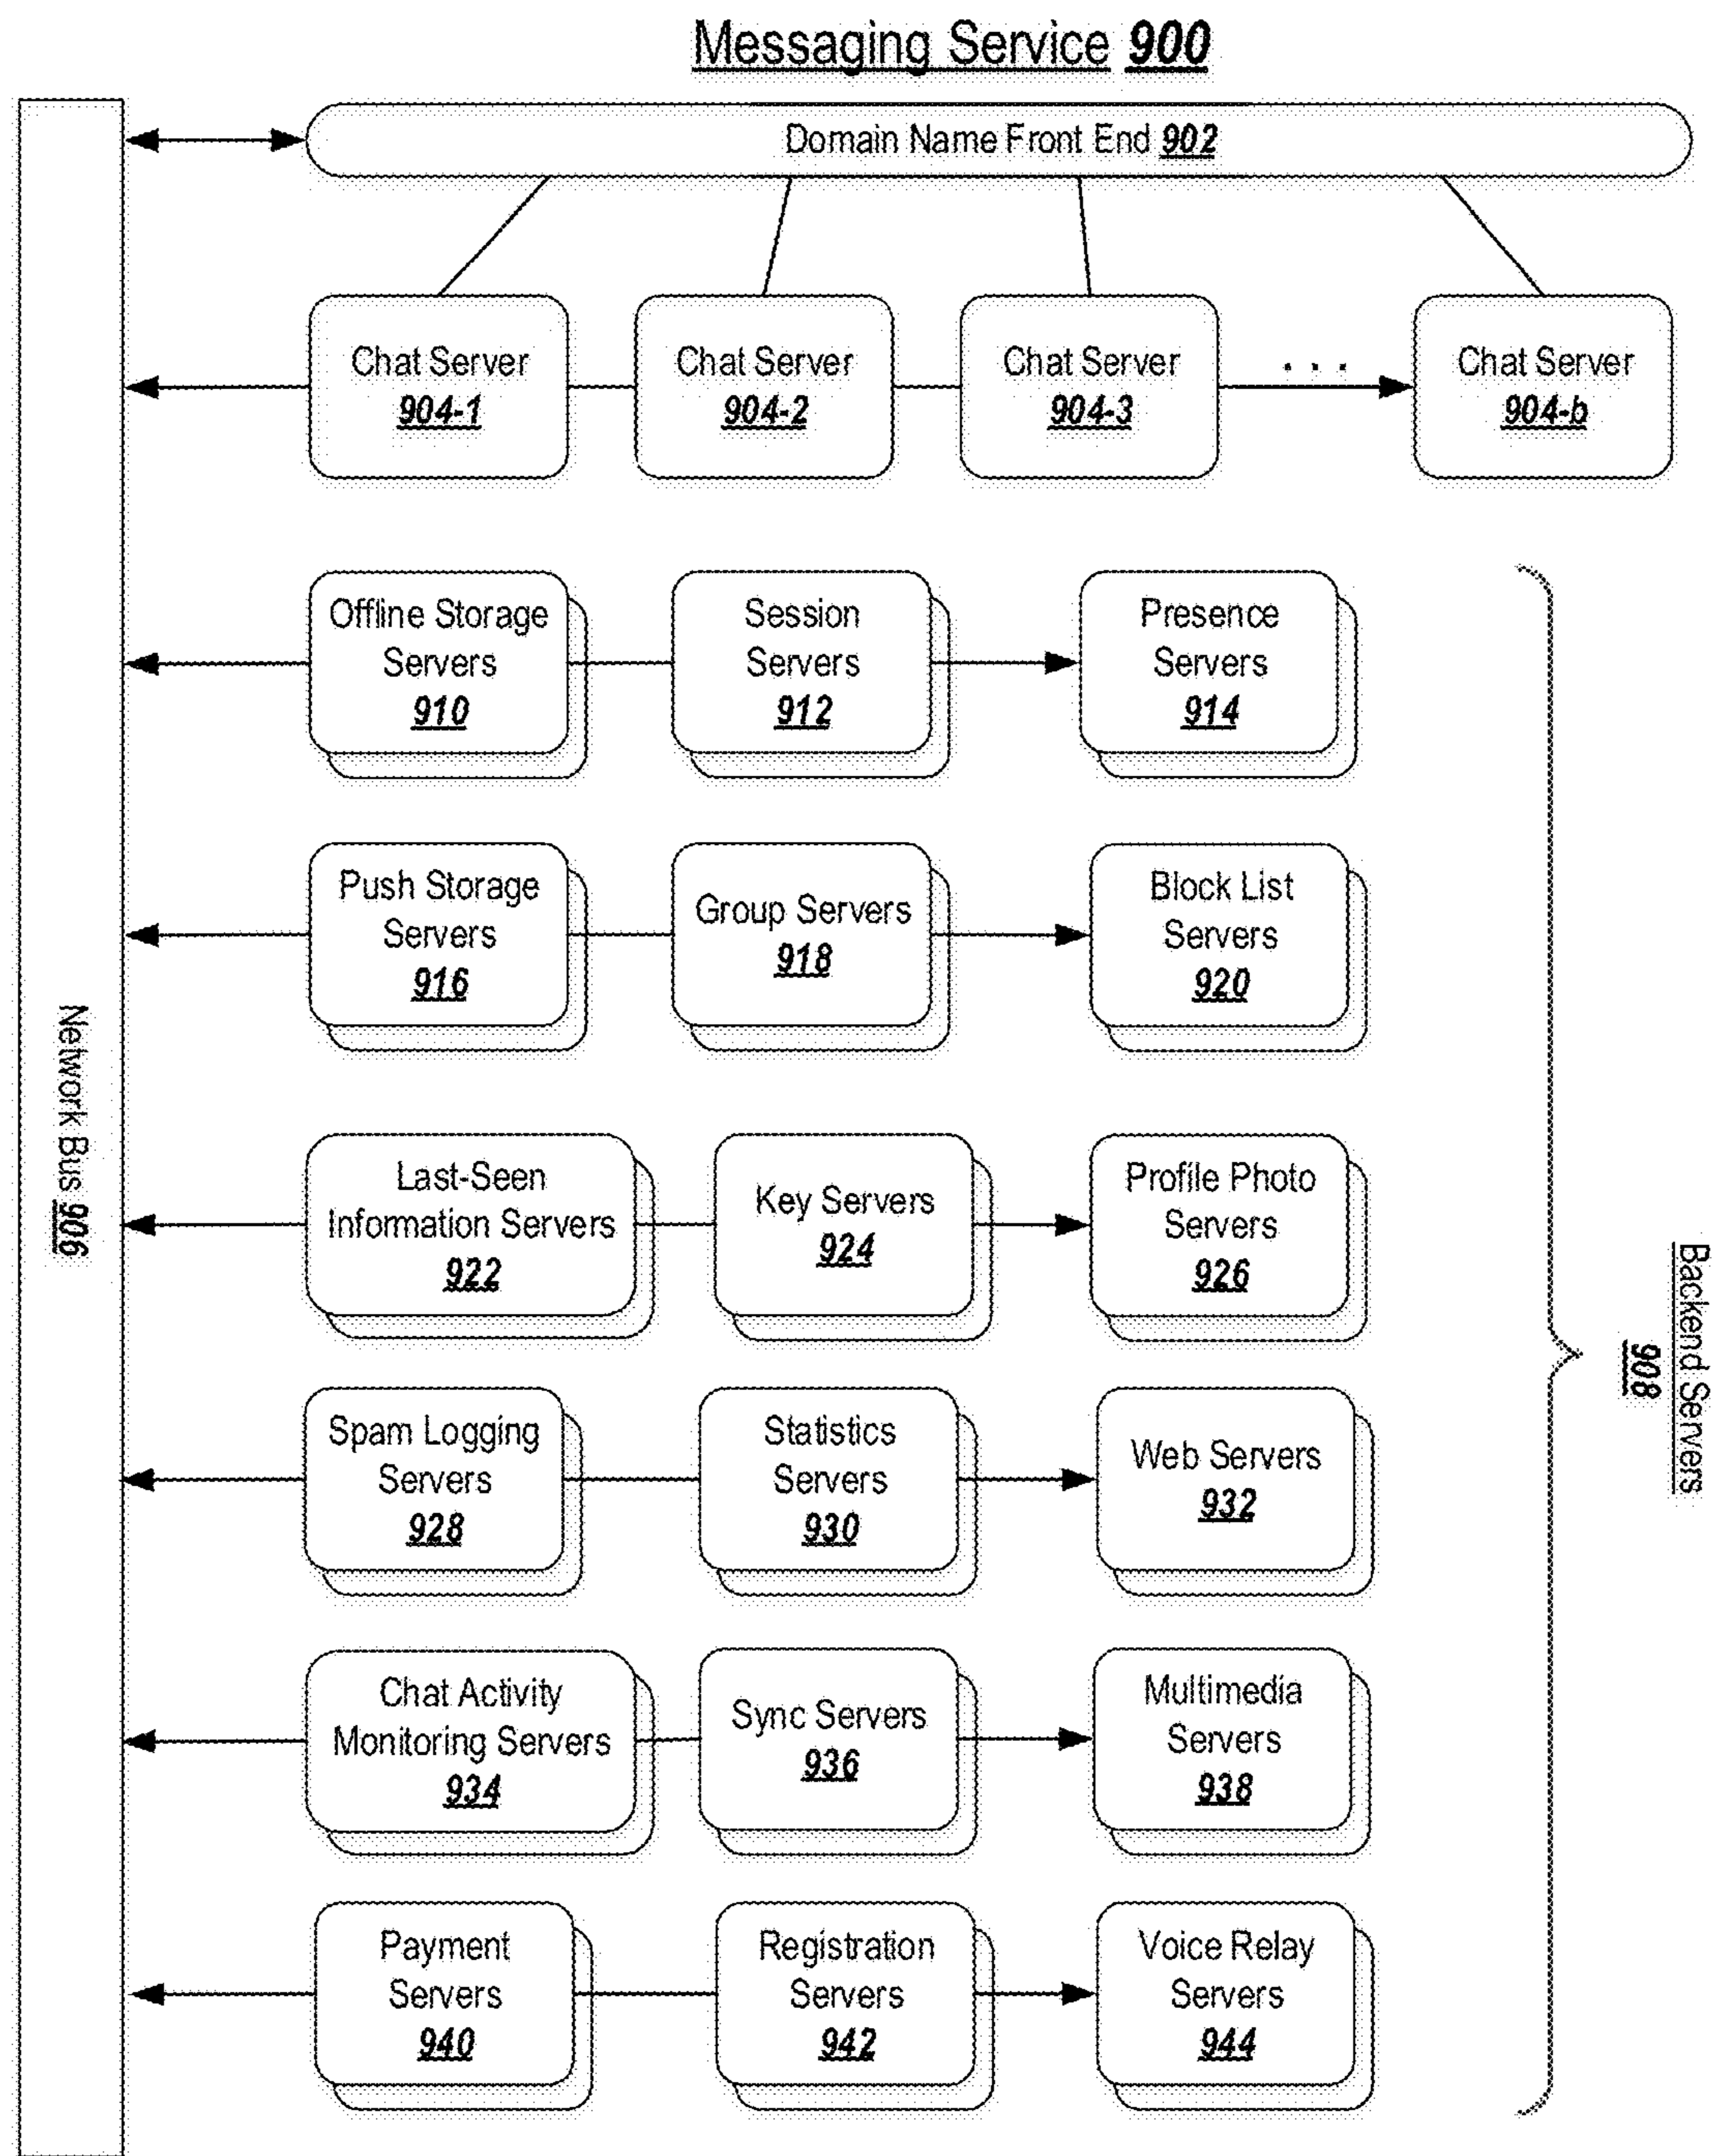 Messaging Service 900
Domain Name Front End 902
Chat Server
904-1
Chat Server
904-2
Chat Server
904-3
. . .
Chat Server
904-b
Network Bus 906
Backend Servers
908
Offline Storage
Servers
910
Session
Servers
912
Presence
Servers
914
Push Storage
Servers
916
Group Servers
918
Block List
Servers
920
Last-Seen
Information Servers
922
Key Servers
924
Profile Photo
Servers
926
Spam Logging
Servers
928
Statistics
Servers
930
Web Servers
932
Chat Activity
Monitoring Servers
934
Sync Servers
936
Multimedia
Servers
938
Payment
Servers
940
Registration
Servers
942
Voice Relay
Servers
944